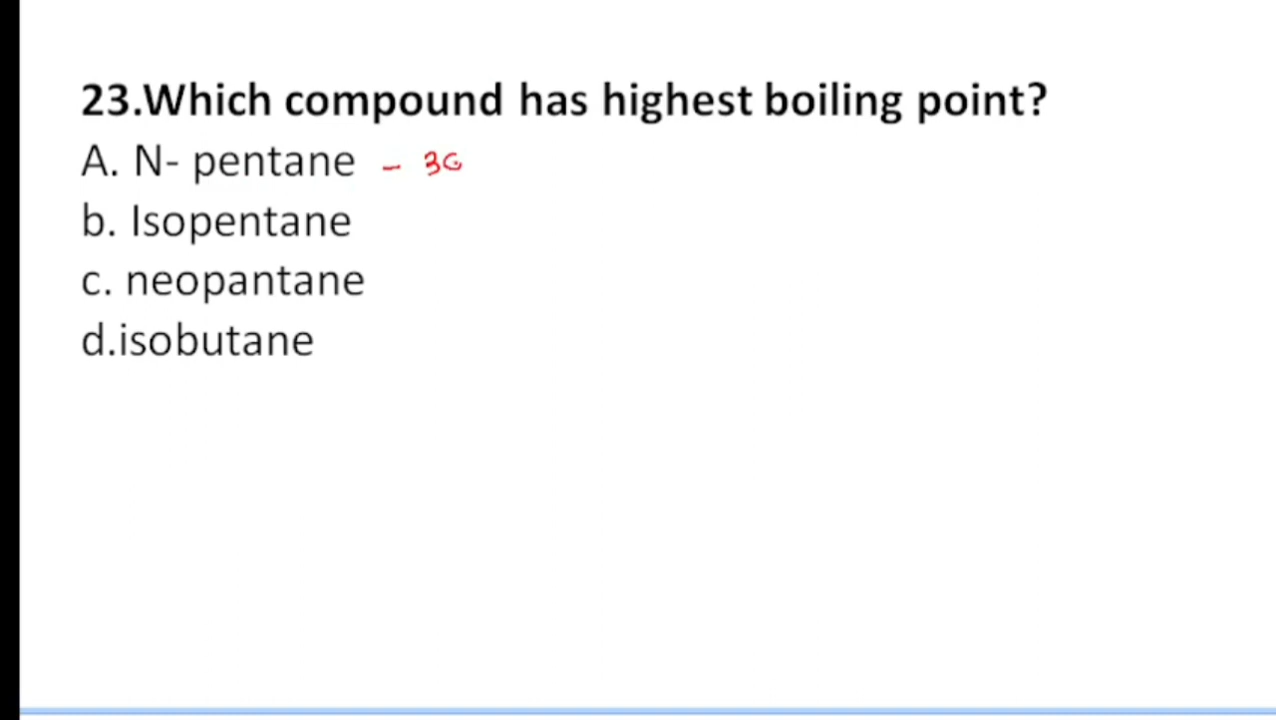 23.Which compound has highest boiling point?
A. N- pentane - 36
b. Isopentane
c. neopantane
d.isobutane